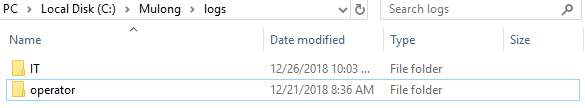 PC > Local Disk (C:) > Mulong > logs Search logs
Name Date modified Type Size
IT 12/26/2018 10:03 ... File folder
operator 12/21/2018 8:36 AM File folder